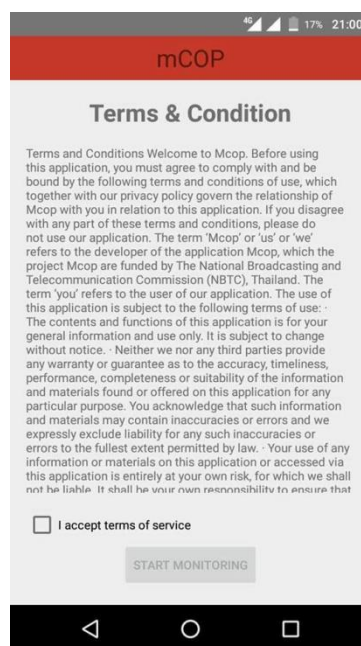 4G 17% 21:00
mCOP
Terms & Condition
Terms and Conditions Welcome to Mcop. Before using
this application, you must agree to comply with and be
bound by the following terms and conditions of use, which
together with our privacy policy govern the relationship of
Mcop with you in relation to this application. If you disagree
with any part of these terms and conditions, please do
not use our application. The term 'Mcop' or 'us' or 'we'
refers to the developer of the application Mcop, which the
project Mcop are funded by The National Broadcasting and
Telecommunication Commission (NBTC), Thailand. The
term 'you' refers to the user of our application. The use of
this application is subject to the following terms of use: ·
The contents and functions of this application is for your
general information and use only. It is subject to change
without notice. · Neither we nor any third parties provide
any warranty or guarantee as to the accuracy, timeliness,
performance, completeness or suitability of the information
and materials found or offered on this application for any
particular purpose. You acknowledge that such information
and materials may contain inaccuracies or errors and we
expressly exclude liability for any such inaccuracies or
errors to the fullest extent permitted by law. · Your use of any
information or materials on this application or accessed via
this application is entirely at your own risk, for which we shall
not be liable. It shall be your own responsibility to ensure that
I accept terms of service
START MONITORING